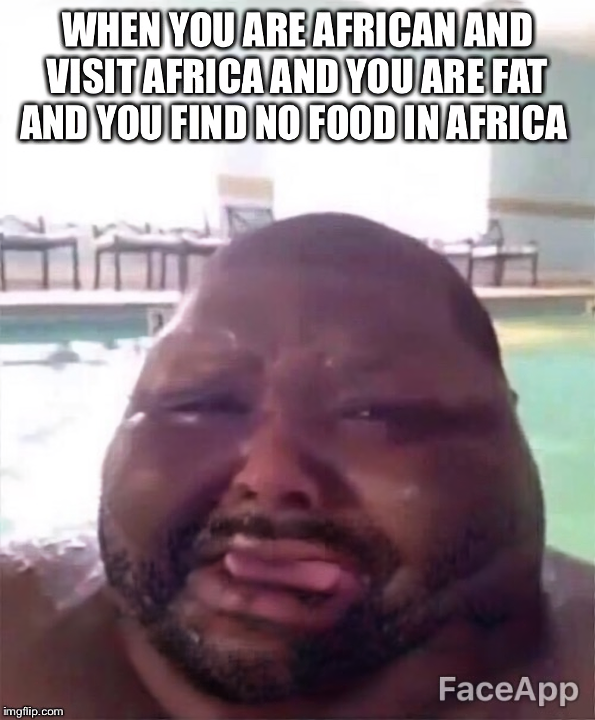 WHEN YOU ARE AFRICAN AND
VISIT AFRICA AND YOU ARE FAT
AND YOU FIND NO FOOD IN AFRICA
FaceApp
imgflip.com